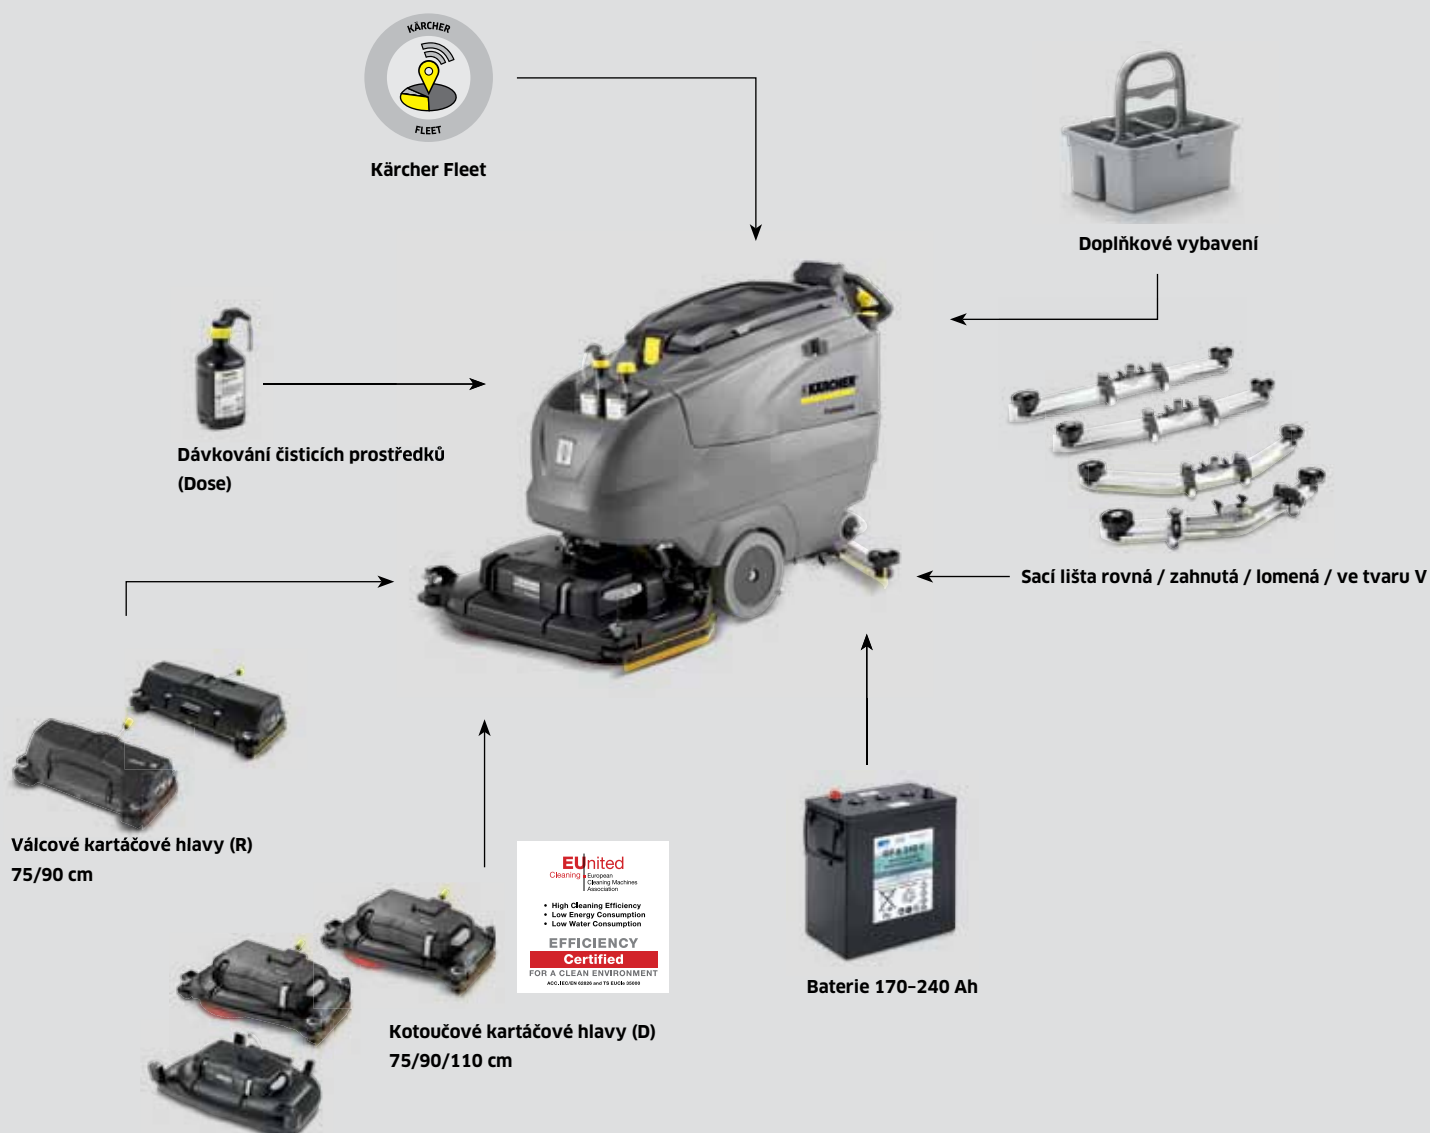 KÄRCHER
FLEET
Kärcher Fleet
Doplňkové vybavení
Dávkování čisticích prostředků
(Dose)
KÄRCHER
Sací lišta rovná / zahnutá / lomená / ve tvaru V
Válcové kartáčové hlavy (R)
75/90 cm
EUnited
Cleaning
European
Cleaning Machines
Association
• High Cleaning Efficiency
• Low Energy Consumption
• Low Water Consumption
EFFICIENCY
Certified
FOR A CLEAN ENVIRONMENT
Baterie 170–240 Ah
Kotoučové kartáčové hlavy (D)
75/90/110 cm